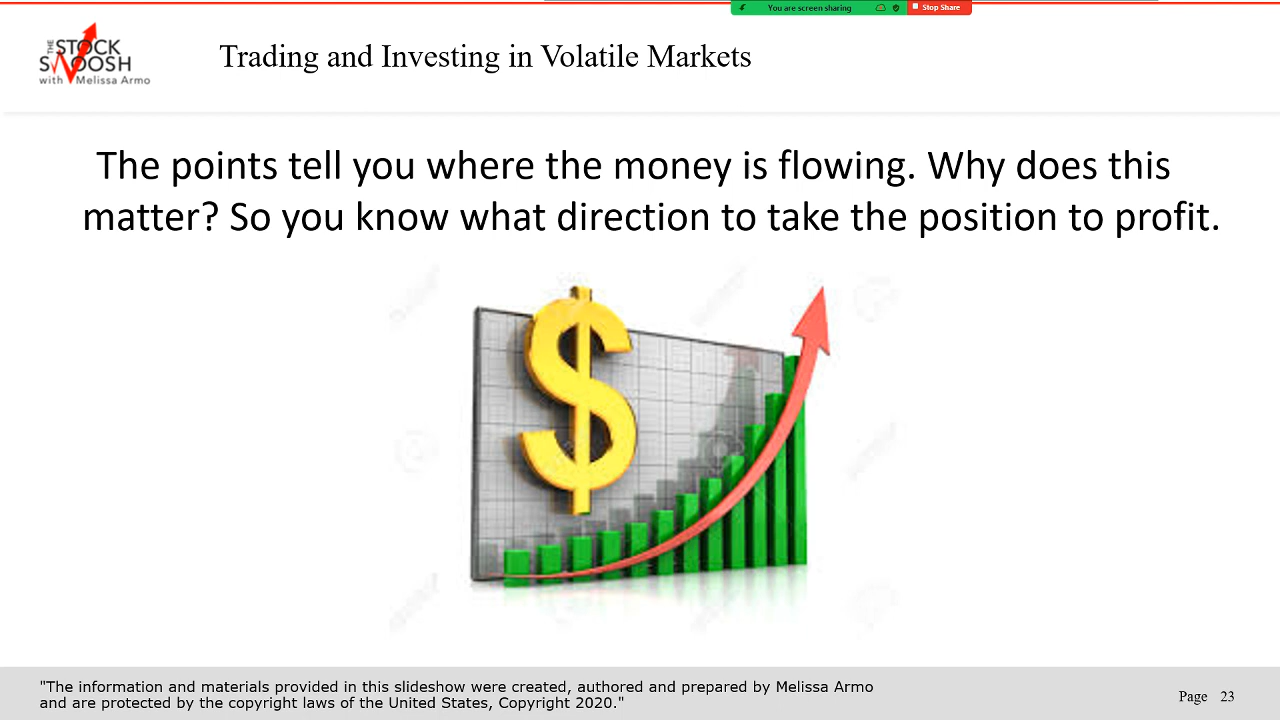 You are screen sharing
Stop Share
THE STOCK
SWOOSH
with Melissa Armo
Trading and Investing in Volatile Markets
The points tell you where the money is flowing. Why does this
matter? So you know what direction to take the position to profit.
$
"The information and materials provided in this slideshow were created, authored and prepared by Melissa Armo
and are protected by the copyright laws of the United States, Copyright 2020."
Page 23